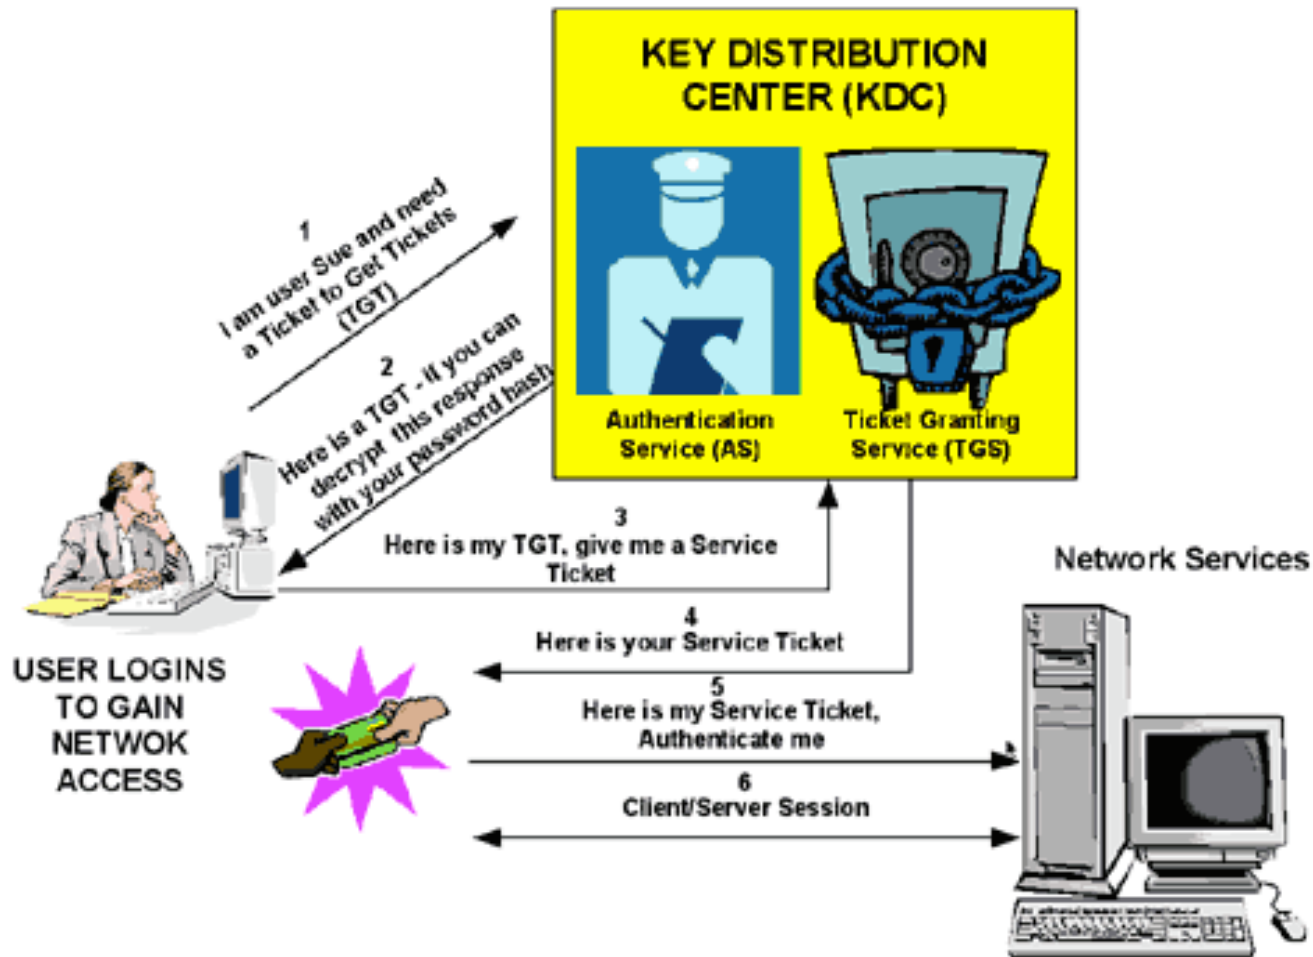 KEY DISTRIBUTION
CENTER (KDC)
Authentication
Service (AS)
Ticket Granting
Service (TGS)
1
I am user Sue and need
a Ticket to Get Tickets
(TGT)
2
Here is a TGT - if you can
decrypt this response
with your password hash
3
Here is my TGT, give me a Service
Ticket
4
Here is your Service Ticket
5
Here is my Service Ticket,
Authenticate me
6
Client/Server Session
USER LOGINS
TO GAIN
NETWOK
ACCESS
Network Services